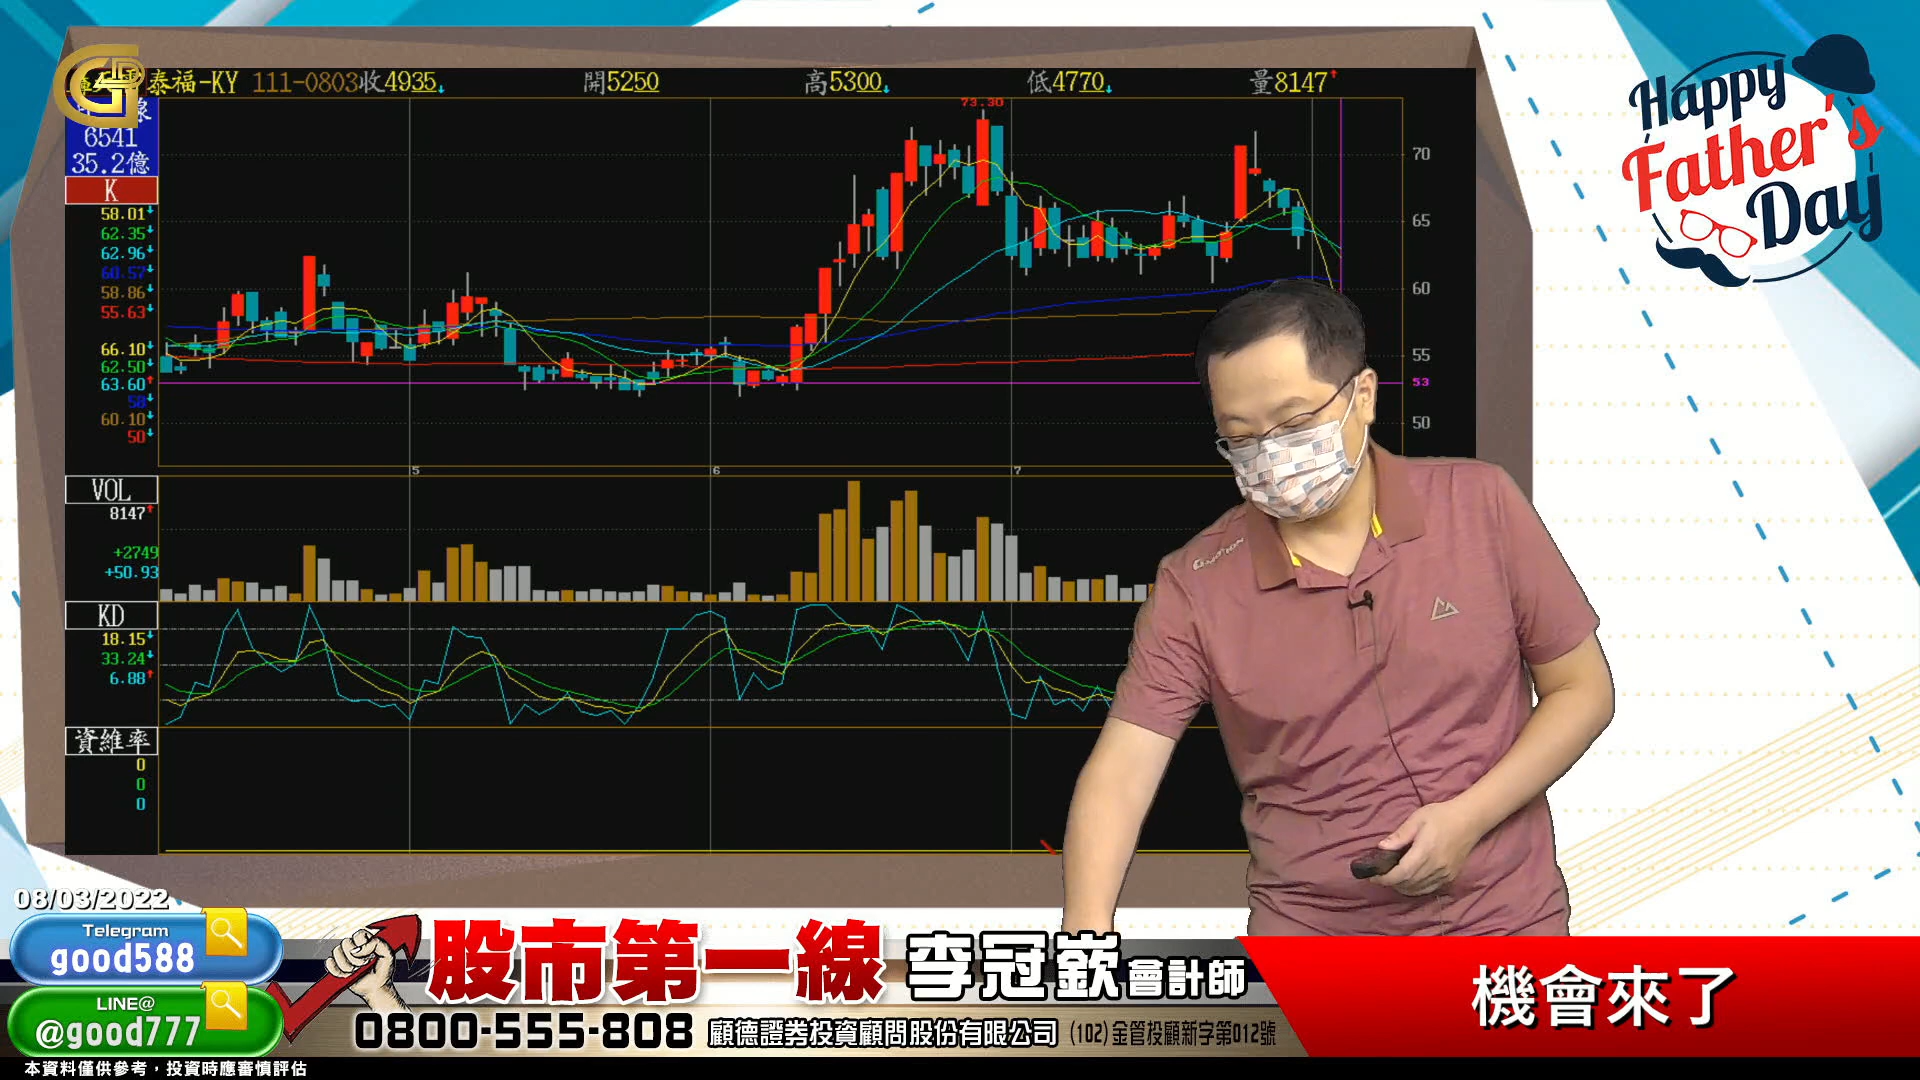 泰福-KY 111-0803收4935 開5250 高5300 低4770 量8147
6541
35.2億
K
58.01
62.35
62.96
60.57
58.86
55.63
66.10
62.50
63.60
58
60.10
50
73.30
70
65
60
55
53
50
5 6 7
VOL
8147
+2749
+50.93
KD
18.15
33.24
6.88
資維率
0
0
0
Happy
Father's
Day
08/03/2022
Telegram
good588
LINE@
@good777
本資料僅供參考，投資時應審慎評估
股市第一線 李冠嶔會計師
0800-555-808 顧德證券投資顧問股份有限公司 (102)金管投顧新字第012號
機會來了